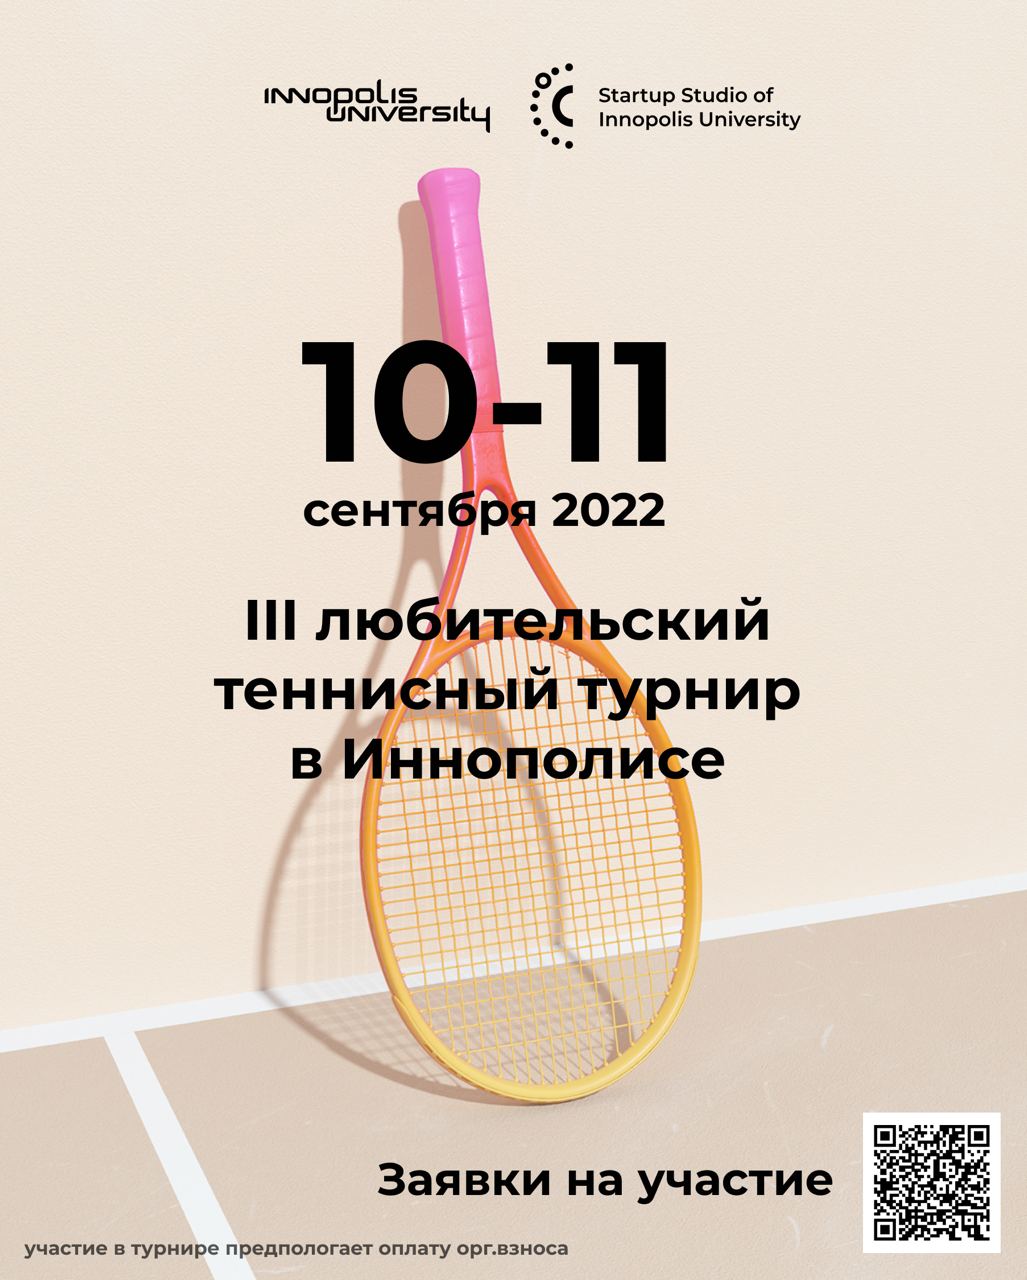 INNOPOLIS
UNIVERSITY
Startup Studio of
Innopolis University
10-11
сентября 2022
III любительский
теннисный турнир
в Иннополисе
Заявки на участие
участие в турнире предпологает оплату орг.взноса